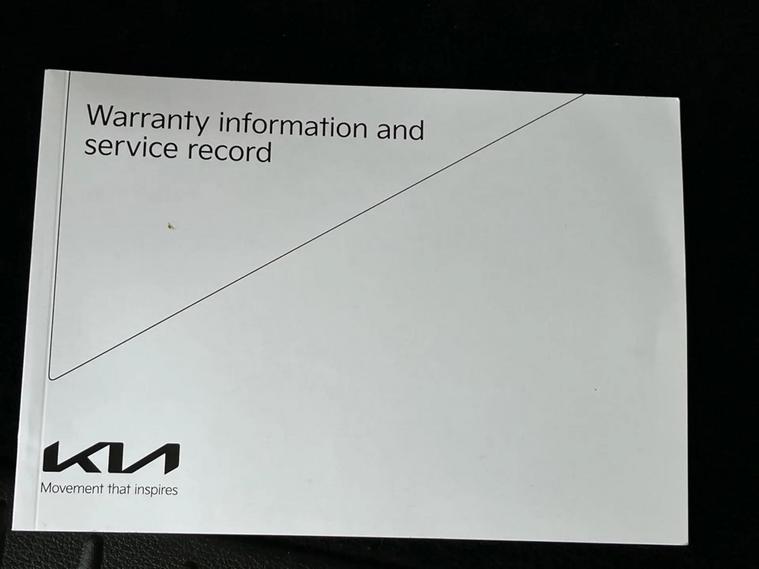 Warranty information and
service record
KIA
Movement that inspires